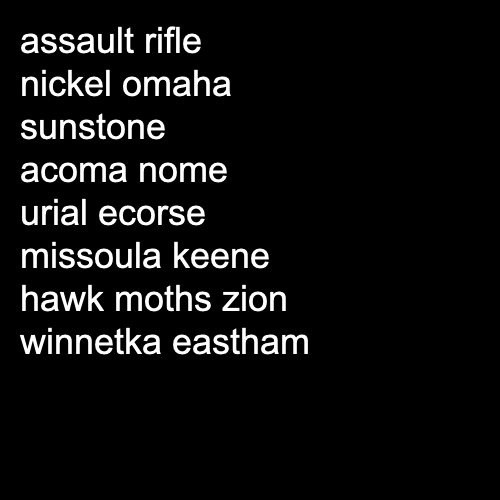 assault rifle
nickel omaha
sunstone
acoma nome
urial ecorse
missoula keene
hawk moths zion
winnetka eastham